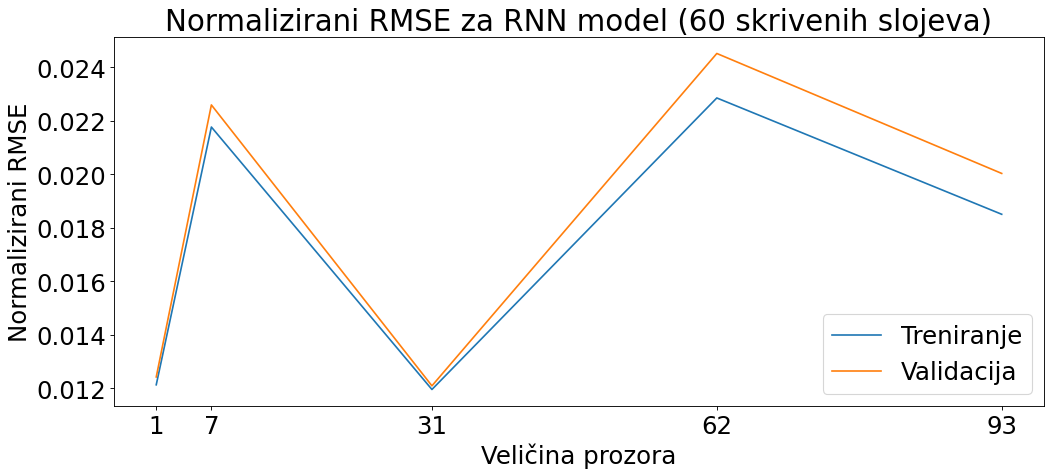 Normalizirani RMSE za RNN model (60 skrivenih slojeva)
Normalizirani RMSE
0.024
0.022
0.020
0.018
0.016
0.014
0.012
Treniranje
Validacija
1 7 31 62 93
Veličina prozora